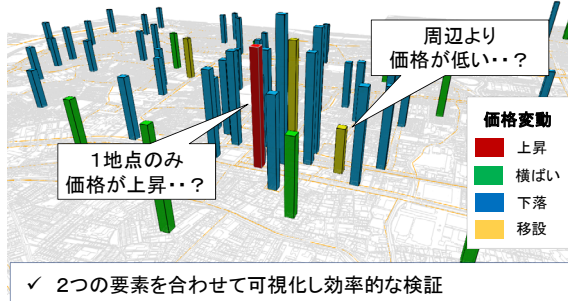 周辺より
価格が低い・・？
1地点のみ
価格が上昇・・？
価格変動
上昇
横ばい
下落
移設
✓ 2つの要素を合わせて可視化し効率的な検証